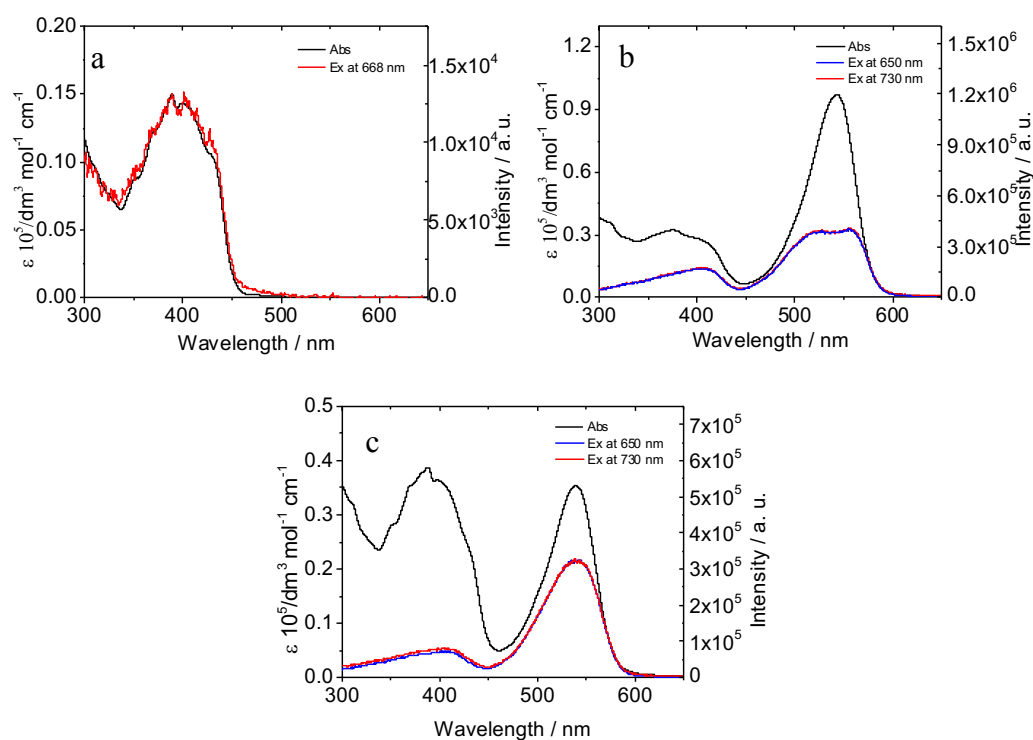 a
Abs
Ex at 668 nm
0.20
0.15
0.10
0.05
0.00
1.5x10⁴
1.0x10⁴
5.0x10³
0.0
300 400 500 600
ε 10⁵/dm³ mol⁻¹ cm⁻¹
Intensity / a. u.
Wavelength / nm
b
Abs
Ex at 650 nm
Ex at 730 nm
1.2
0.9
0.6
0.3
0.0
1.5x10⁶
1.2x10⁶
9.0x10⁵
6.0x10⁵
3.0x10⁵
0.0
300 400 500 600
ε 10⁵/dm³ mol⁻¹ cm⁻¹
Intensity / a. u.
Wavelength / nm
c
Abs
Ex at 650 nm
Ex at 730 nm
0.5
0.4
0.3
0.2
0.1
0.0
7x10⁵
6x10⁵
5x10⁵
4x10⁵
3x10⁵
2x10⁵
1x10⁵
0
300 400 500 600
ε 10⁵/dm³ mol⁻¹ cm⁻¹
Intensity / a. u.
Wavelength / nm